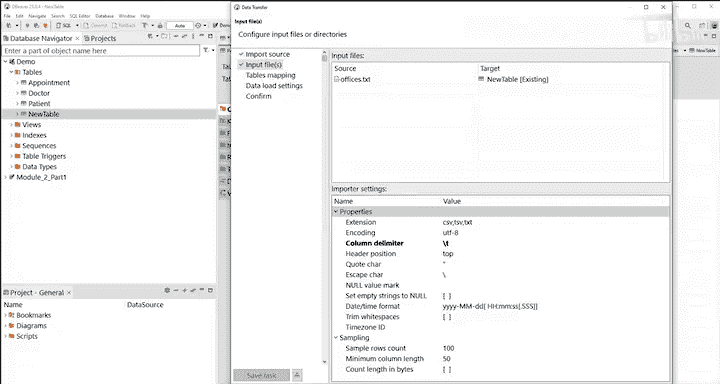 DBeaver 23.0.4 - NewTable
File Edit Navigate Search SQL Editor Database Window Help
Auto
Database Navigator Projects
Enter a part of object name here
Demo
Tables
Appointment
Doctor
Patient
NewTable
Views
Indexes
Sequences
Table Triggers
Data Types
Module_2_Part1
Project - General
Name DataSource
Bookmarks
Diagrams
Scripts
Data Transfer
Input file(s)
Configure input files or directories
Import source
Input file(s)
Tables mapping
Data load settings
Confirm
Save task
Input files:
Source Target
offices.txt NewTable [Existing]
Importer settings:
Name Value
Properties
Extension csv,tsv,txt
Encoding utf-8
Column delimiter \t
Header position top
Quote char "
Escape char \
NULL value mark
Set empty strings to NULL [ ]
Date/time format yyyy-MM-dd[ HH:mm:ss[.SSS]]
Trim whitespaces [ ]
Timezone ID
Sampling
Sample rows count 100
Minimum column length 50
Count length in bytes [ ]
NewTable